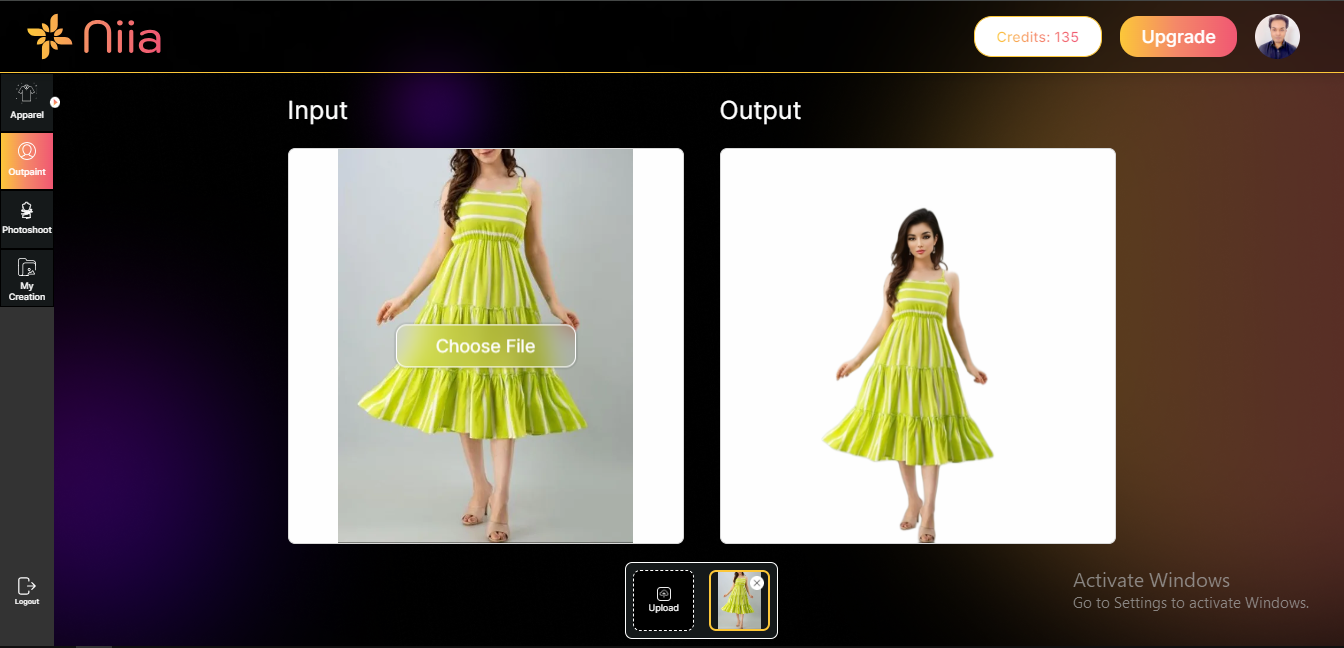 Niia
Credits: 135
Upgrade
Apparel
Outpaint
Photoshoot
My
Creation
Logout
Input
Output
Choose File
Upload
Activate Windows
Go to Settings to activate Windows.